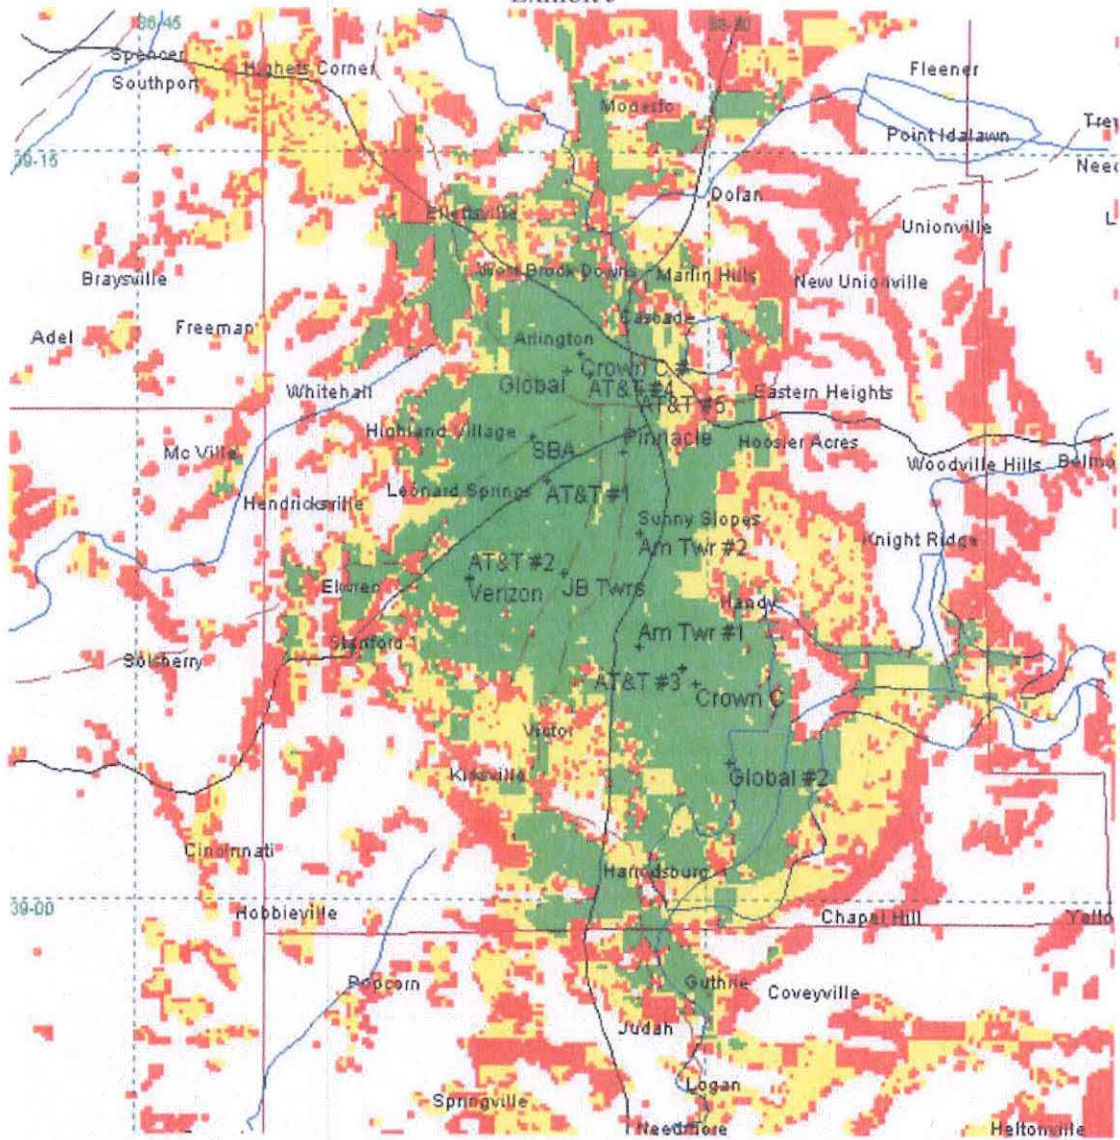 86-45
Spencer
Southport
Highets Corner
Fleener
Modesto
Point Idalawn
39-15
Dolan
Ellettsville
Unionville
West Brook Downs
Marlin Hills
Braysville
New Unionville
Cascade
Adel
Freeman
Arlington
Crown C #
Global
AT&T #4
Whitehall
AT&T #5
Eastern Heights
Highland Village
Pinnacle
Hoosier Acres
Mc Ville
SBA
Woodville Hills
Leonard Springs
AT&T #1
Hendricksville
Sunny Slopes
Am Twr #2
Knight Ridge
AT&T #2
Elwren
Verizon
JB Twrs
Handy
Am Twr #1
Stanford
Solsberry
AT&T #3
Crown C
Victor
Kirksville
Global #2
Cincinnati
Harrodsburg
39-00
Hobbieville
Chapel Hill
Yello
Popcorn
Guthrie
Coveyville
Judah
Logan
Springville
Needmore
Heltonville